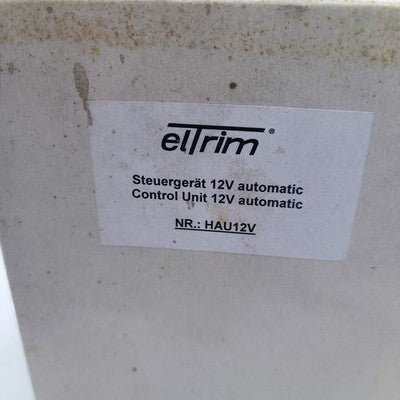 elTrim®
Steuergerät 12V automatic
Control Unit 12V automatic
NR.: HAU12V